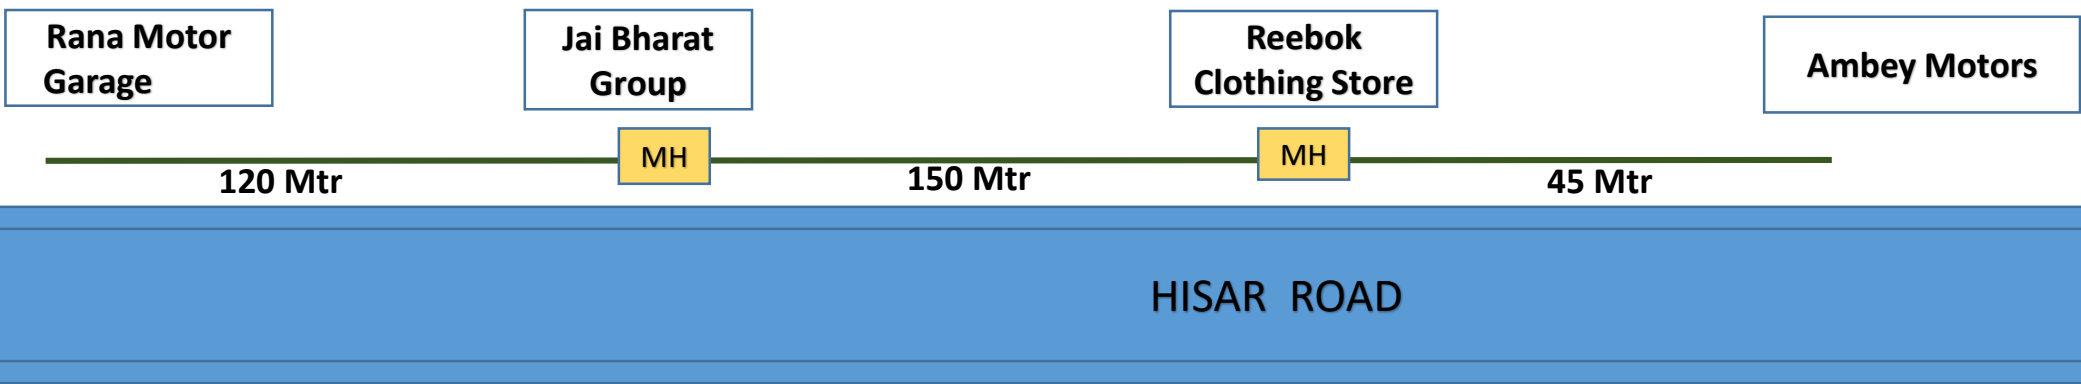 Rana Motor
Garage
Jai Bharat
Group
Reebok
Clothing Store
Ambey Motors
MH
MH
120 Mtr
150 Mtr
45 Mtr
HISAR ROAD